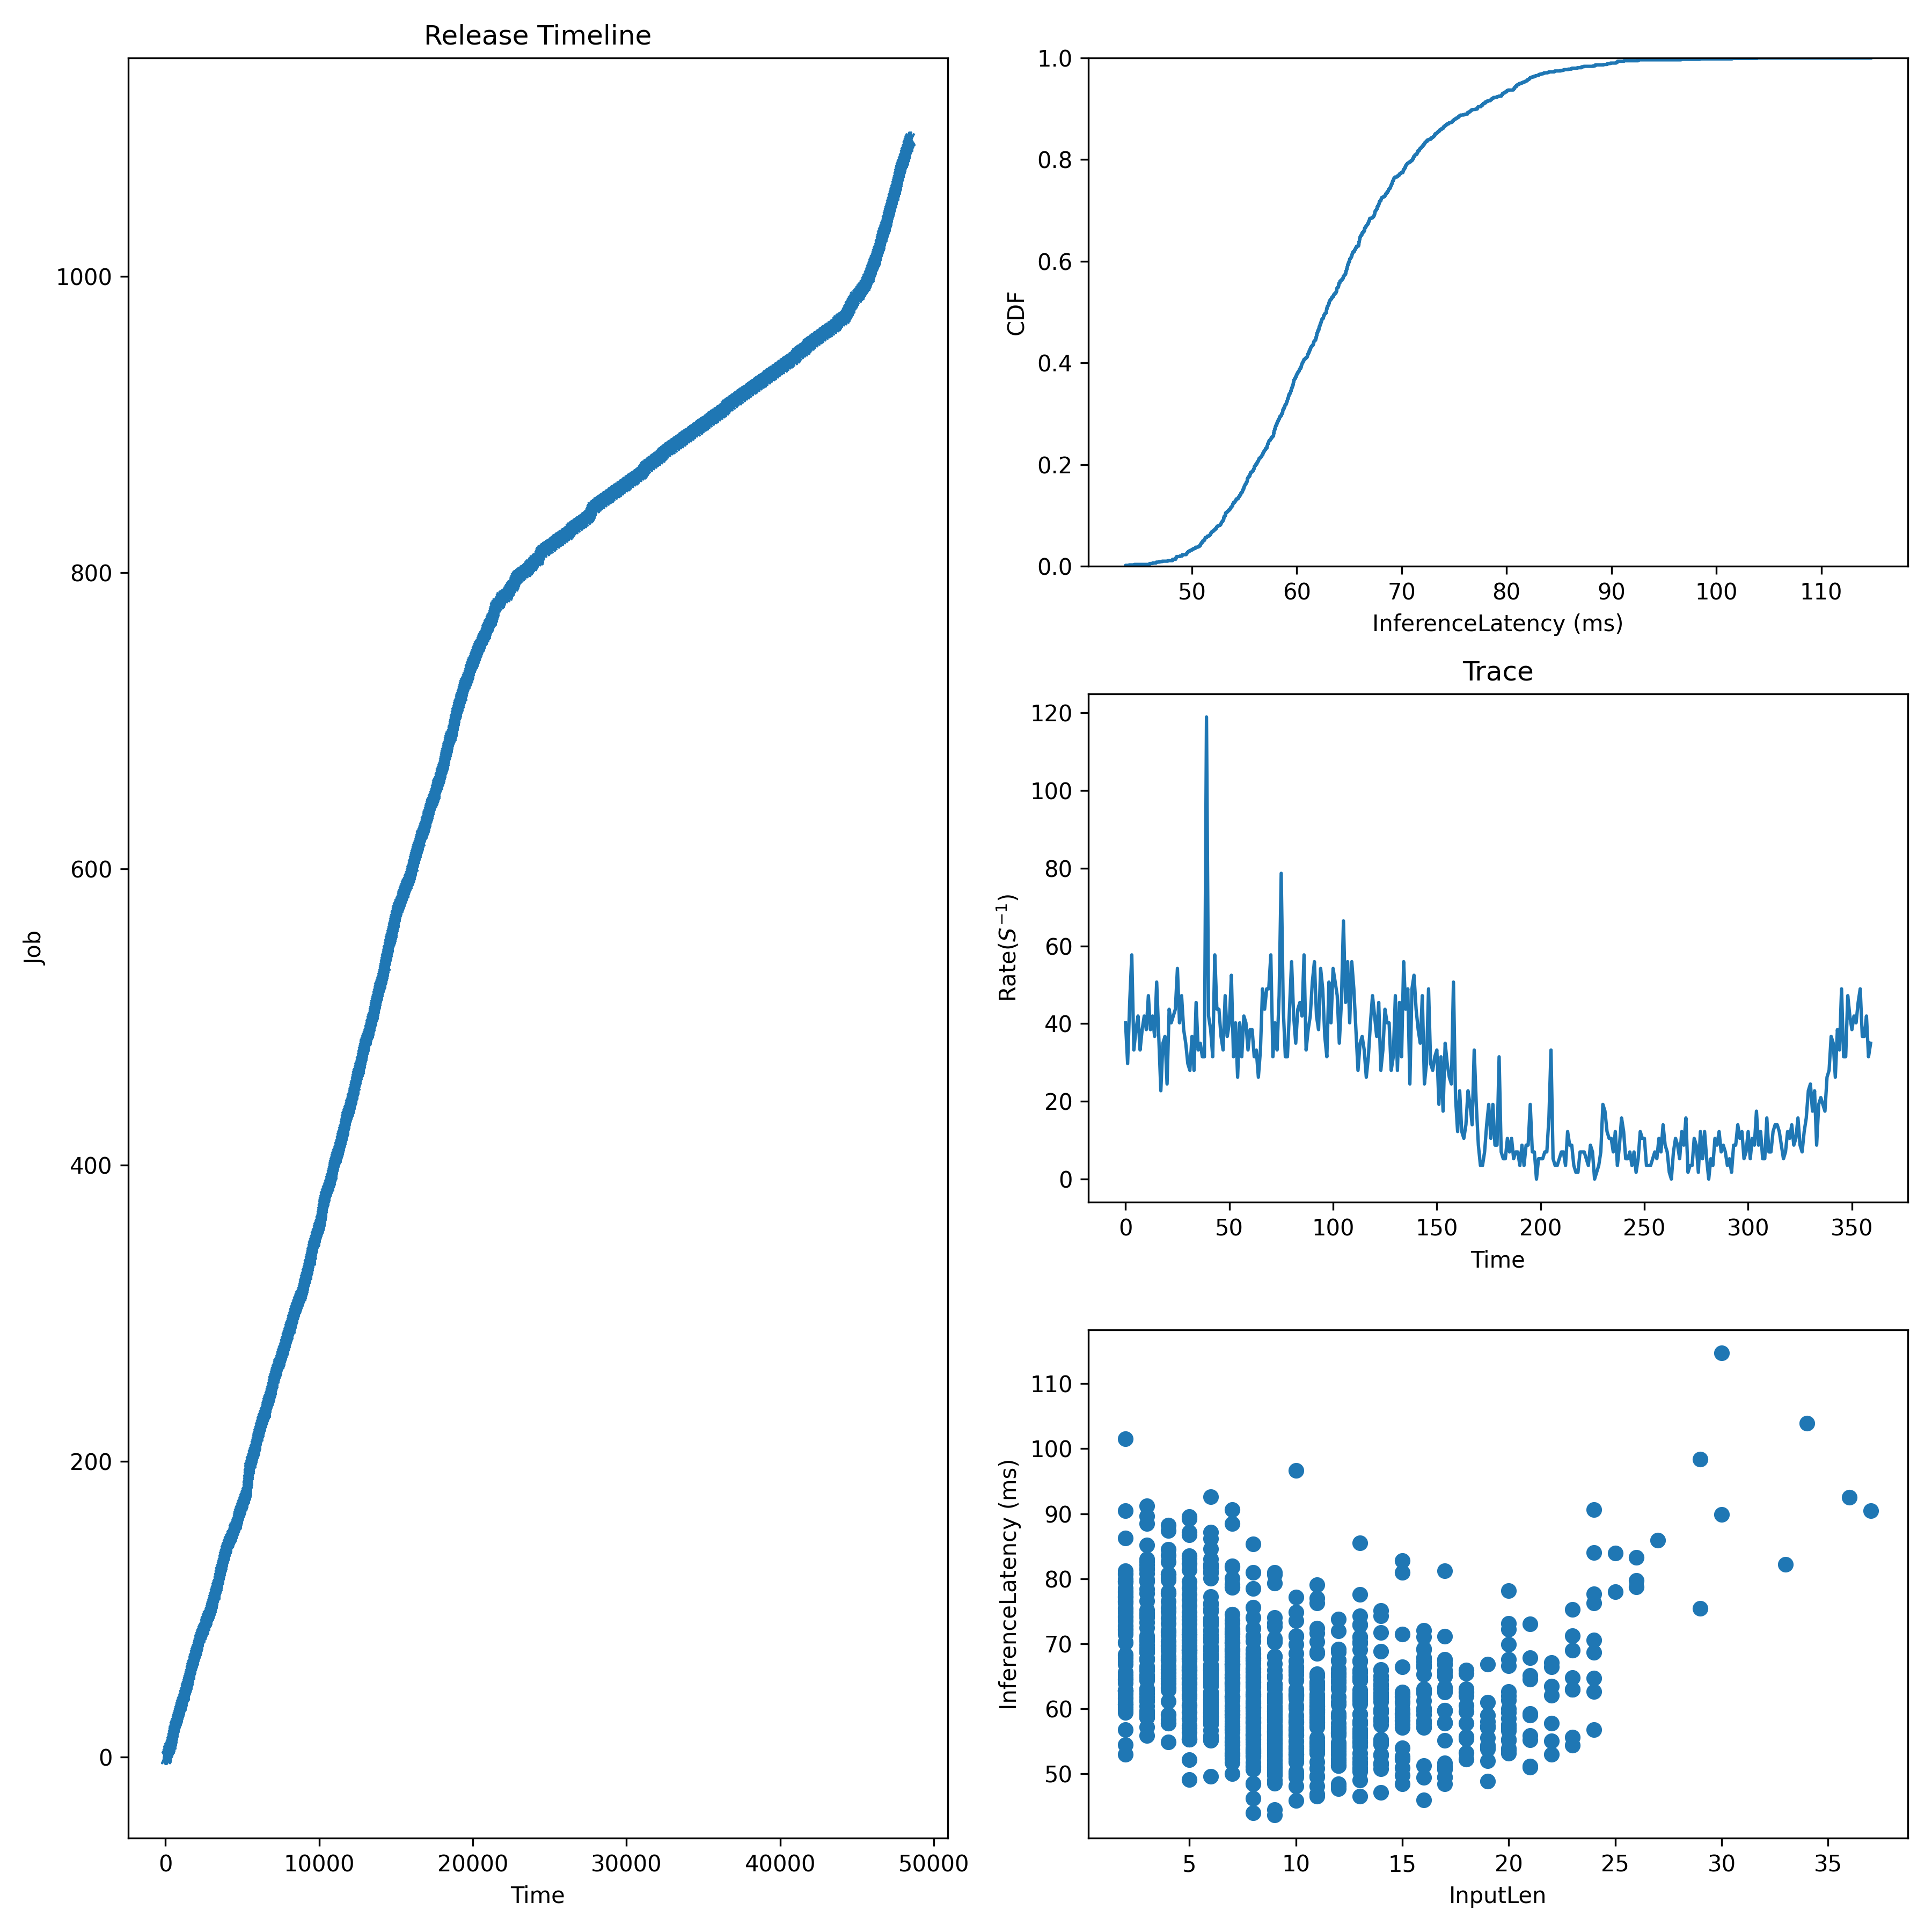 Release Timeline
Job
1000
800
600
400
200
0
0 10000 20000 30000 40000 50000
Time
CDF
1.0
0.8
0.6
0.4
0.2
0.0
50 60 70 80 90 100 110
InferenceLatency (ms)
Trace
Rate(S⁻¹)
120
100
80
60
40
20
0
0 50 100 150 200 250 300 350
Time
InferenceLatency (ms)
110
100
90
80
70
60
50
5 10 15 20 25 30 35
InputLen